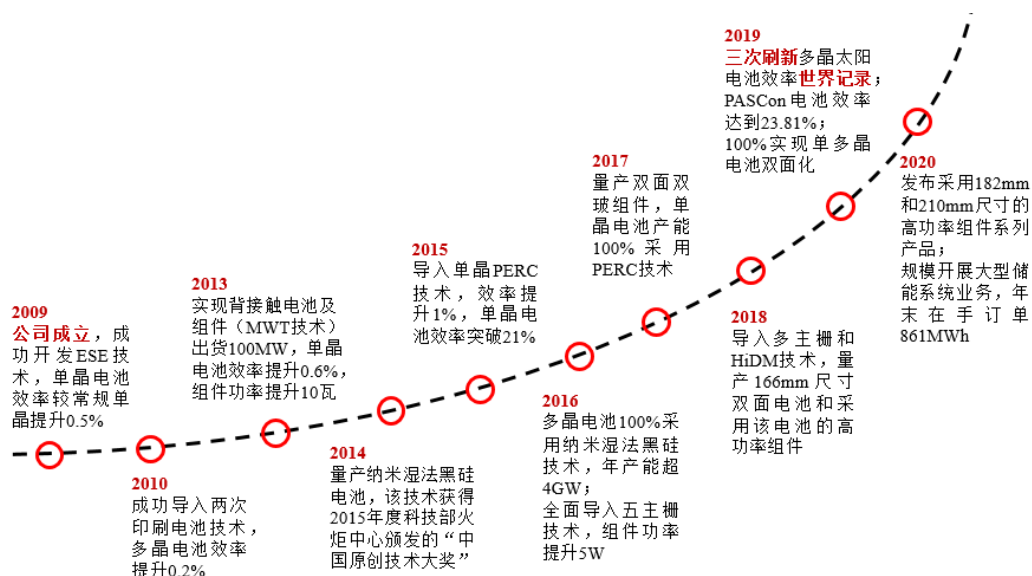 2009
公司成立，成
功开发ESE技
术，单晶电池
效率较常规单
晶提升0.5%
2010
成功导入两次
印刷电池技术，
多晶电池效率
提升0.2%
2013
实现背接触电池及
组件（MWT技术）
出货100MW，单晶
电池效率提升0.6%，
组件功率提升10瓦
2014
量产纳米湿法黑硅
电池，该技术获得
2015年度科技部火
炬中心颁发的“中
国原创技术大奖”
2015
导入单晶PERC
技术，效率提
升1%，单晶电
池效率突破21%
2016
多晶电池100%采
用纳米湿法黑硅
技术，年产能超
4GW；
全面导入五主栅
技术，组件功率
提升5W
2017
量产双面双
玻组件，单
晶电池产能
100%采用
PERC技术
2018
导入多主栅和
HiDM技术，量
产166mm尺寸
双面电池和采
用该电池的高
功率组件
2019
三次刷新多晶太阳
电池效率世界记录；
PASCon电池效率
达到23.81%；
100%实现单多晶
电池双面化
2020
发布采用182mm
和210mm尺寸的
高功率组件系列
产品；
规模开展大型储
能系统业务，年
末在手订单
861MWh